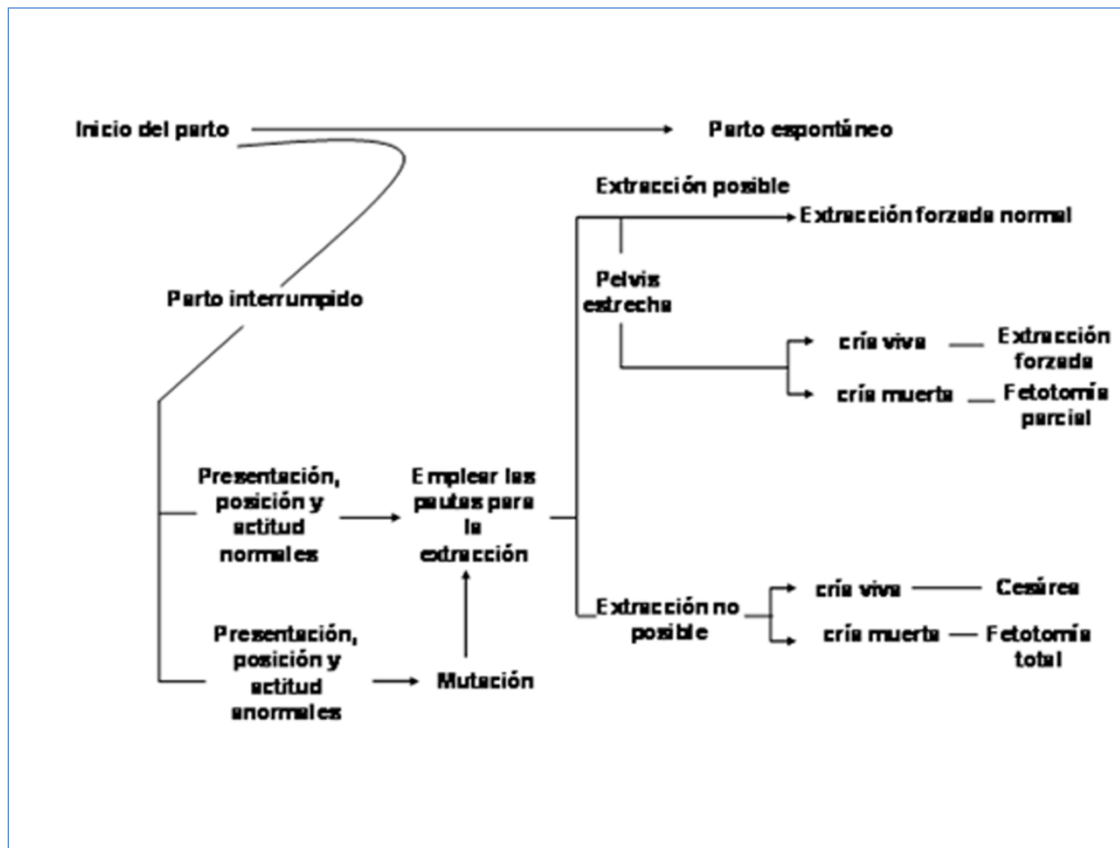 Inicio del parto
Parto espontáneo
Extracción posible
Extracción forzada normal
Parto interrumpido
Pelvis
estrecha
cría viva
Extracción
forzada
cría muerta
Fetotomía
parcial
Presentación,
posición y
actitud
normales
Emplear las
pautas para
la
extracción
Extracción no
posible
cría viva
Cesárea
cría muerta
Fetotomía
total
Presentación,
posición y
actitud
anormales
Mutación